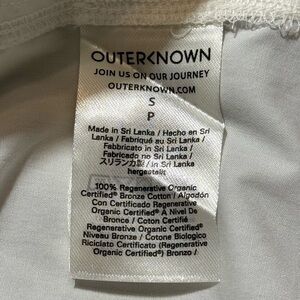 OUTERKNOWN
JOIN US ON OUR JOURNEY
OUTERKNOWN.COM
S
P
Made in Sri Lanka / Hecho en Sri
Lanka / Fabriqué au Sri Lanka /
Fabbricato in Sri Lanka /
Fabricado no Sri Lanka /
スリランカ製 / In Sri Lanka
hergestellt
100% Regenerative Organic
Certified® Bronze Cotton / Algodón
Con Certificado Regenerative
Organic Certified® A Nivel De
Bronce / Coton Certifié
Regenerative Organic Certified®
Niveau Bronze / Cotone Biologico
Riciclato Certified (Regenerative
Organic Certified®) Bronzo /